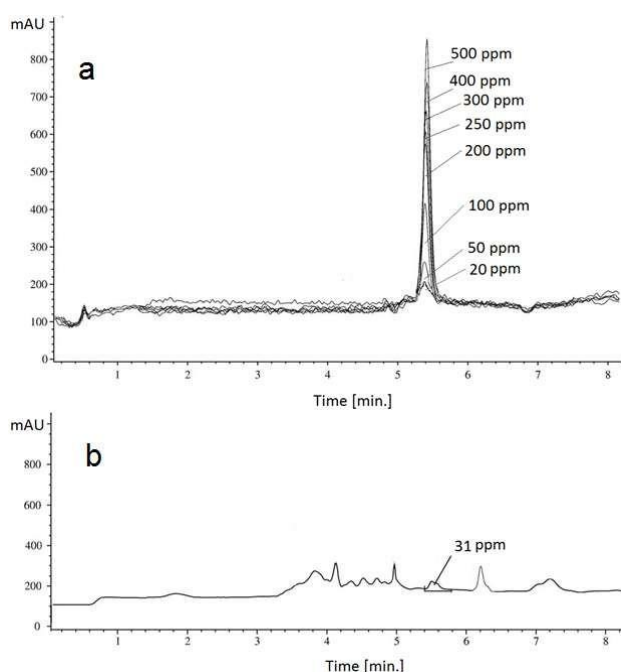 mAU
a
800
700
600
500
400
300
200
100
0
500 ppm
400 ppm
300 ppm
250 ppm
200 ppm
100 ppm
50 ppm
20 ppm
1 2 3 4 5 6 7 8
Time [min.]
mAU
b
800
600
400
200
0
31 ppm
1 2 3 4 5 6 7 8
Time [min.]